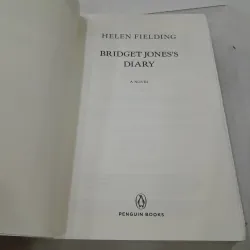 HELEN FIELDING
BRIDGET JONES'S
DIARY
A NOVEL
PENGUIN BOOKS